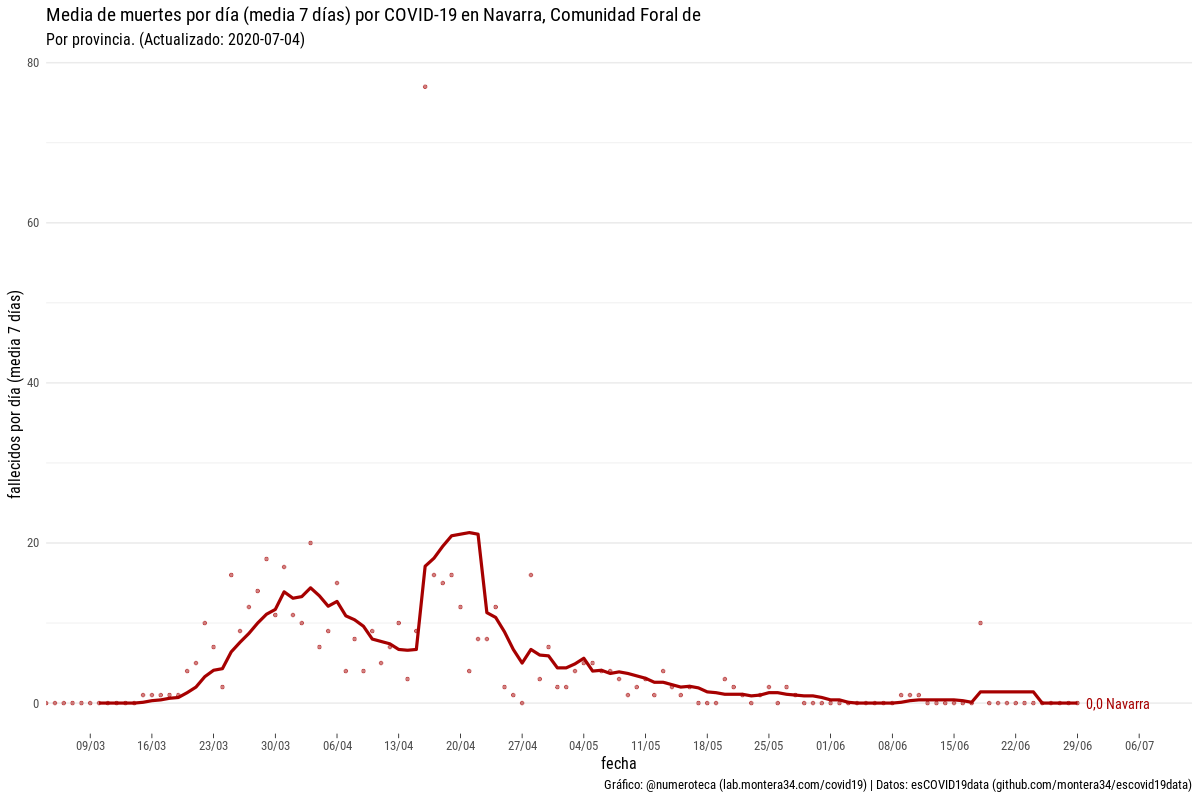 Media de muertes por día (media 7 días) por COVID-19 en Navarra, Comunidad Foral de
Por provincia. (Actualizado: 2020-07-04)
fallecidos por día (media 7 días)
80
60
40
20
0
0,0 Navarra
09/03 16/03 23/03 30/03 06/04 13/04 20/04 27/04 04/05 11/05 18/05 25/05 01/06 08/06 15/06 22/06 29/06 06/07
fecha
Gráfico: @numeroteca (lab.montera34.com/covid19) | Datos: esCOVID19data (github.com/montera34/escovid19data)